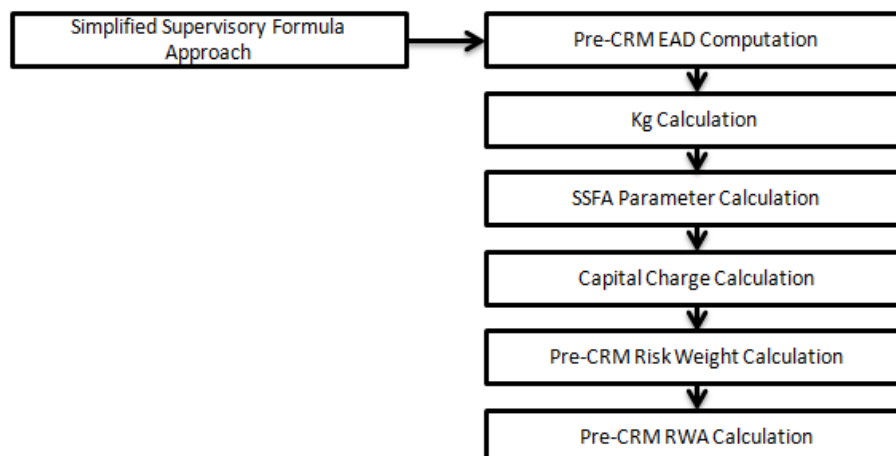 Simplified Supervisory Formula
Approach
Pre-CRM EAD Computation
Kg Calculation
SSFA Parameter Calculation
Capital Charge Calculation
Pre-CRM Risk Weight Calculation
Pre-CRM RWA Calculation